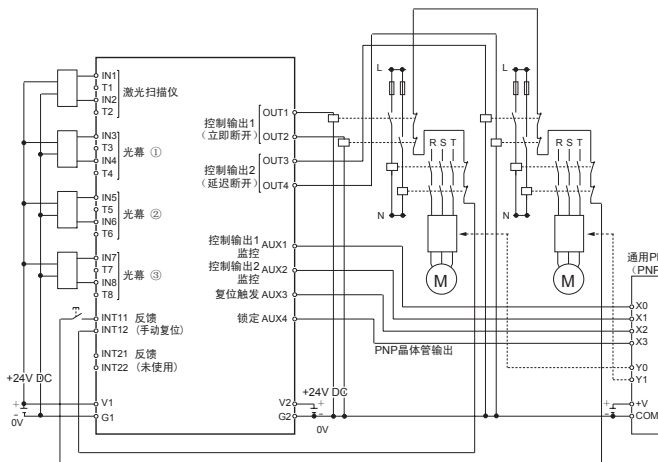 IN1
T1
IN2
T2
激光扫描仪
IN3
T3
IN4
T4
光幕 ①
IN5
T5
IN6
T6
光幕 ②
IN7
T7
IN8
T8
光幕 ③
INT11 反馈
INT12 (手动复位)
INT21 反馈
INT22 (未使用)
+24V DC
+
-
0V
V1
G1
控制输出1
(立即断开)
OUT1
OUT2
控制输出2
(延迟断开)
OUT3
OUT4
控制输出1
监控
AUX1
控制输出2
监控
AUX2
复位触发 AUX3
锁定 AUX4
PNP晶体管输出
V2
G2
+24V DC
+
-
0V
L
N
R S T
M
L
N
R S T
M
通用P
(PNP
X0
X1
X2
X3
Y0
Y1
+
-
+V
COM